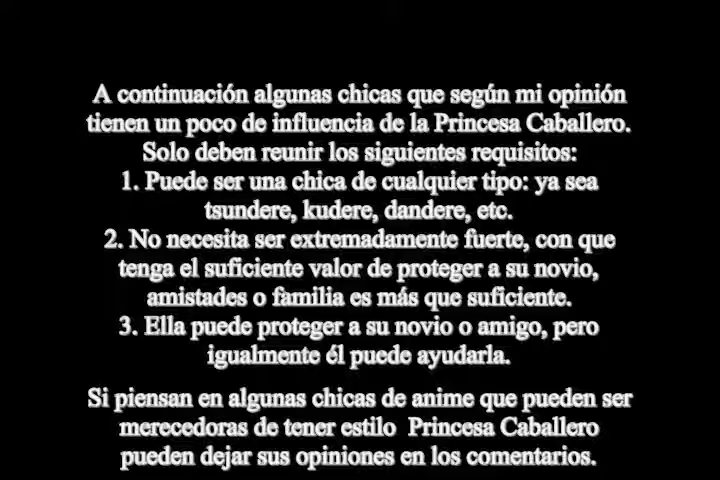 A continuación algunas chicas que según mi opinión
tienen un poco de influencia de la Princesa Caballero.
Solo deben reunir los siguientes requisitos:
1. Puede ser una chica de cualquier tipo: ya sea
tsundere, kudere, dandere, etc.
2. No necesita ser extremadamente fuerte, con que
tenga el suficiente valor de proteger a su novio,
amistades o familia es más que suficiente.
3. Ella puede proteger a su novio o amigo, pero
igualmente él puede ayudarla.
Si piensan en algunas chicas de anime que pueden ser
merecedoras de tener estilo Princesa Caballero
pueden dejar sus opiniones en los comentarios.